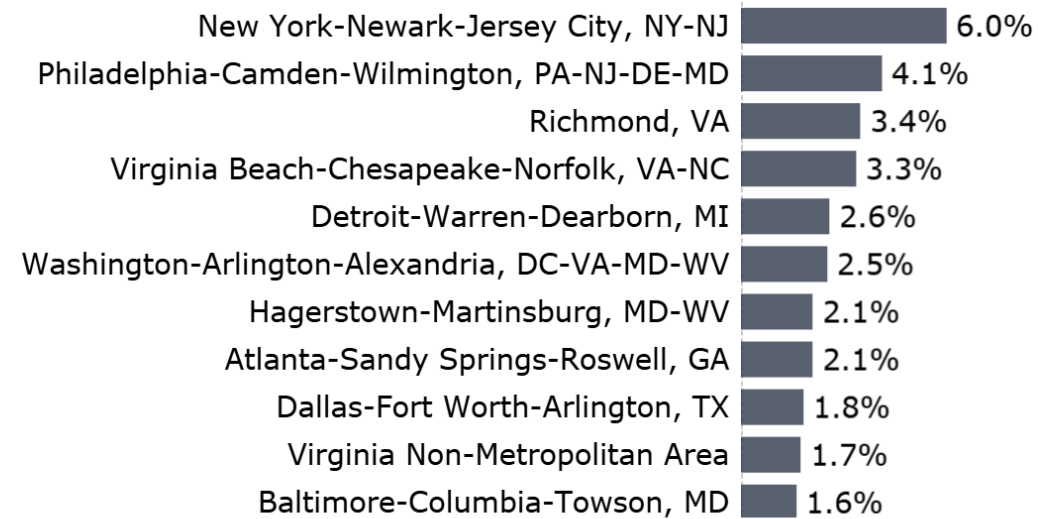 New York-Newark-Jersey City, NY-NJ 6.0%
Philadelphia-Camden-Wilmington, PA-NJ-DE-MD 4.1%
Richmond, VA 3.4%
Virginia Beach-Chesapeake-Norfolk, VA-NC 3.3%
Detroit-Warren-Dearborn, MI 2.6%
Washington-Arlington-Alexandria, DC-VA-MD-WV 2.5%
Hagerstown-Martinsburg, MD-WV 2.1%
Atlanta-Sandy Springs-Roswell, GA 2.1%
Dallas-Fort Worth-Arlington, TX 1.8%
Virginia Non-Metropolitan Area 1.7%
Baltimore-Columbia-Towson, MD 1.6%